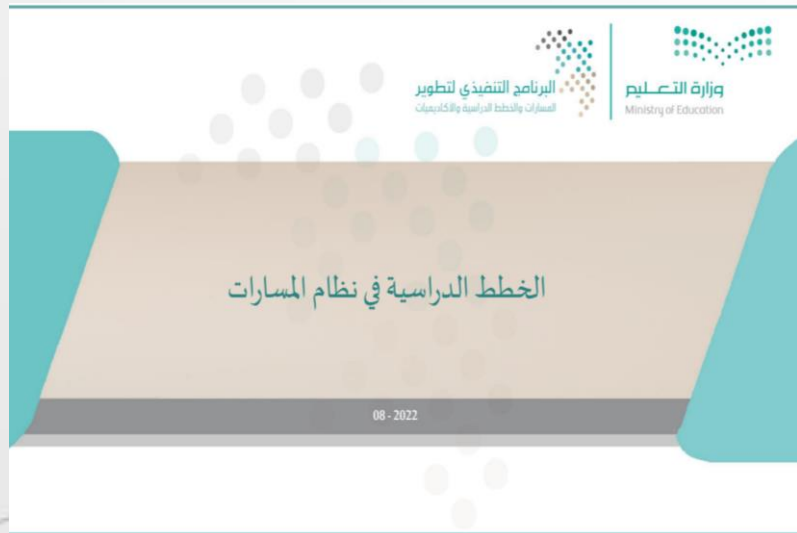 وزارة التعليم
Ministry of Education
البرنامج التنفيذي لتطوير
المسارات والخطط الدراسية والأكاديميات
الخطط الدراسية في نظام المسارات
08 - 2022